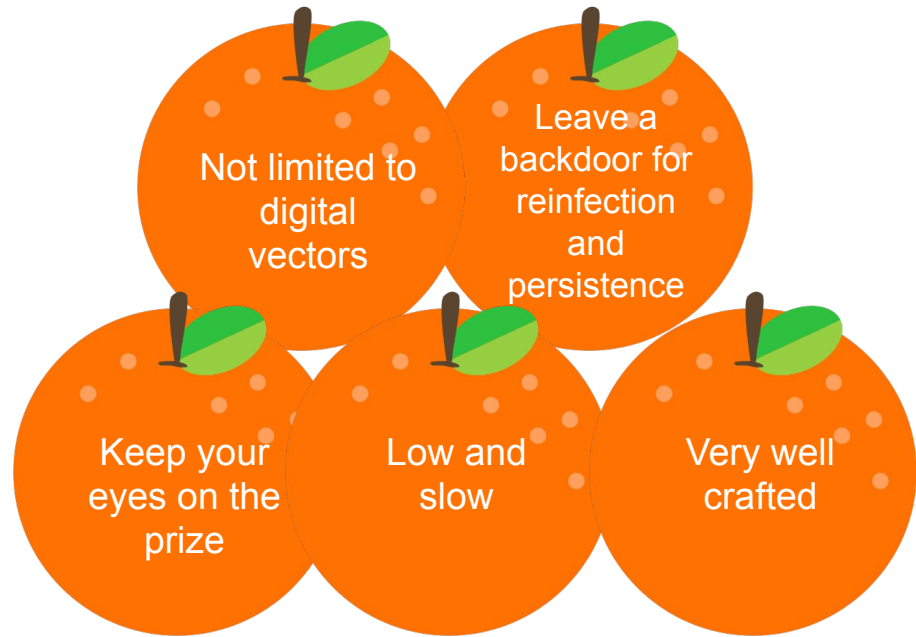 Not limited to
digital
vectors
Leave a
backdoor for
reinfection
and
persistence
Keep your
eyes on the
prize
Low and
slow
Very well
crafted